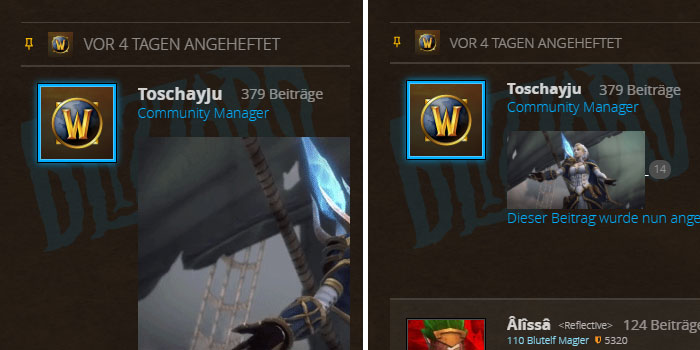 VOR 4 TAGEN ANGEHEFTET
ToschayJu 379 Beiträge
Community Manager
VOR 4 TAGEN ANGEHEFTET
Toschayju 379 Beiträge
Community Manager
14
Dieser Beitrag wurde nun ange
Âlîssâ <Reflective> 124 Beiträge
110 Blutelf Magier 5320